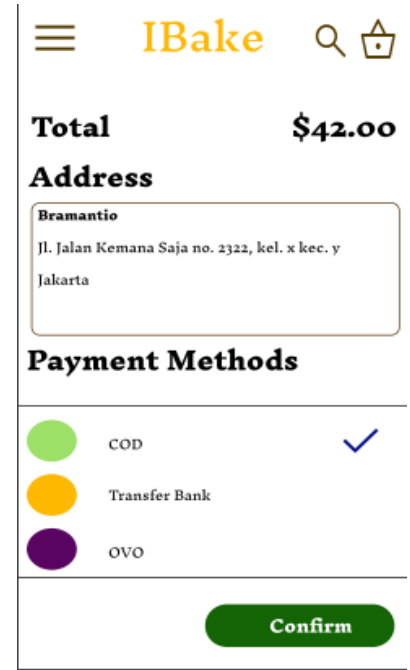 IBake
Total $42.00
Address
Bramantio
Jl. Jalan Kemana Saja no. 2322, kel. x kec. y
Jakarta
Payment Methods
COD
Transfer Bank
OVO
Confirm